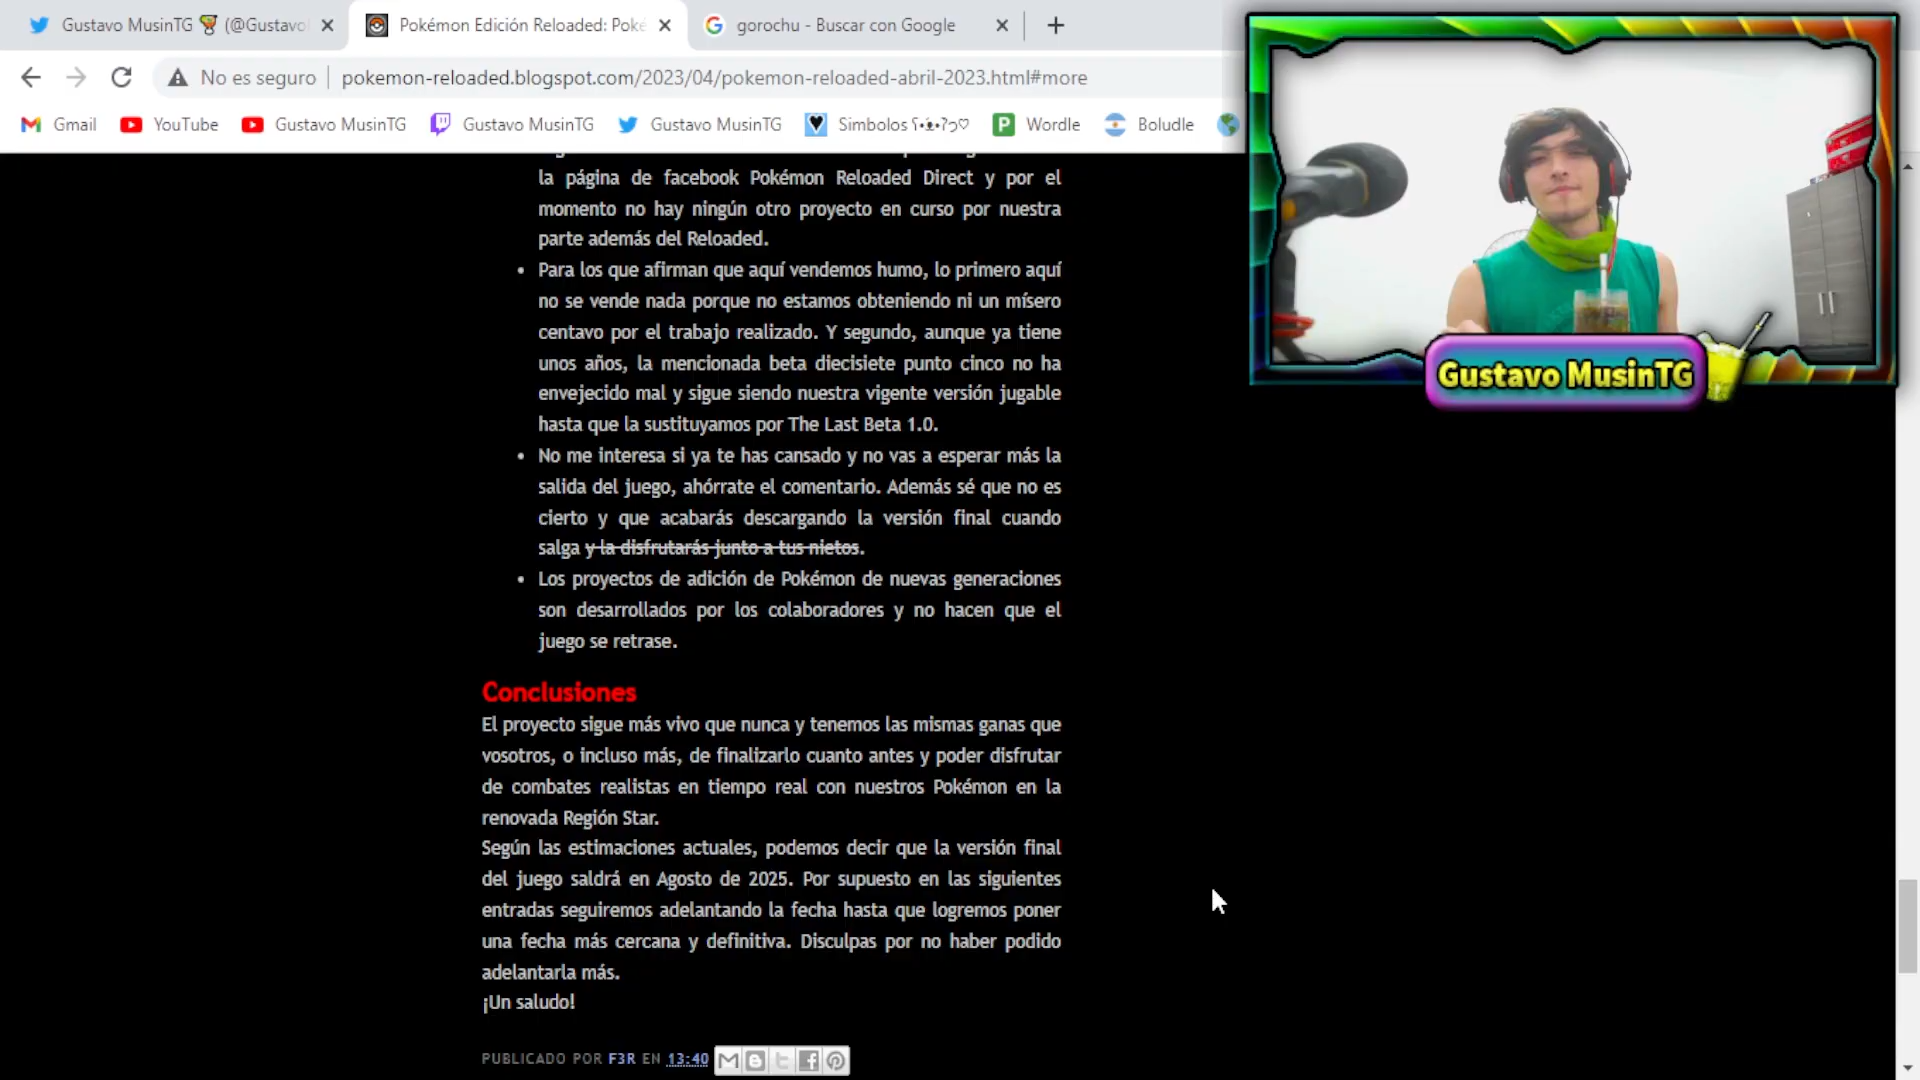 Gustavo MusinTG 🏆 (@Gustavo
Pokémon Edición Reloaded: Poké
gorochu - Buscar con Google
No es seguro
pokemon-reloaded.blogspot.com/2023/04/pokemon-reloaded-abril-2023.html#more
Gmail
YouTube
Gustavo MusinTG
Gustavo MusinTG
Gustavo MusinTG
Simbolos
Wordle
Boludle
la página de facebook Pokémon Reloaded Direct y por el
momento no hay ningún otro proyecto en curso por nuestra
parte además del Reloaded.
• Para los que afirman que aquí vendemos humo, lo primero aquí
no se vende nada porque no estamos obteniendo ni un mísero
centavo por el trabajo realizado. Y segundo, aunque ya tiene
unos años, la mencionada beta diecisiete punto cinco no ha
envejecido mal y sigue siendo nuestra vigente versión jugable
hasta que la sustituyamos por The Last Beta 1.0.
• No me interesa si ya te has cansado y no vas a esperar más la
salida del juego, ahórrate el comentario. Además sé que no es
cierto y que acabarás descargando la versión final cuando
salga y la disfrutarás junto a tus nietos.
• Los proyectos de adición de Pokémon de nuevas generaciones
son desarrollados por los colaboradores y no hacen que el
juego se retrase.
Conclusiones
El proyecto sigue más vivo que nunca y tenemos las mismas ganas que
vosotros, o incluso más, de finalizarlo cuanto antes y poder disfrutar
de combates realistas en tiempo real con nuestros Pokémon en la
renovada Región Star.
Según las estimaciones actuales, podemos decir que la versión final
del juego saldrá en Agosto de 2025. Por supuesto en las siguientes
entradas seguiremos adelantando la fecha hasta que logremos poner
una fecha más cercana y definitiva. Disculpas por no haber podido
adelantarla más.
¡Un saludo!
PUBLICADO POR F3R EN 13:40
Gustavo MusinTG